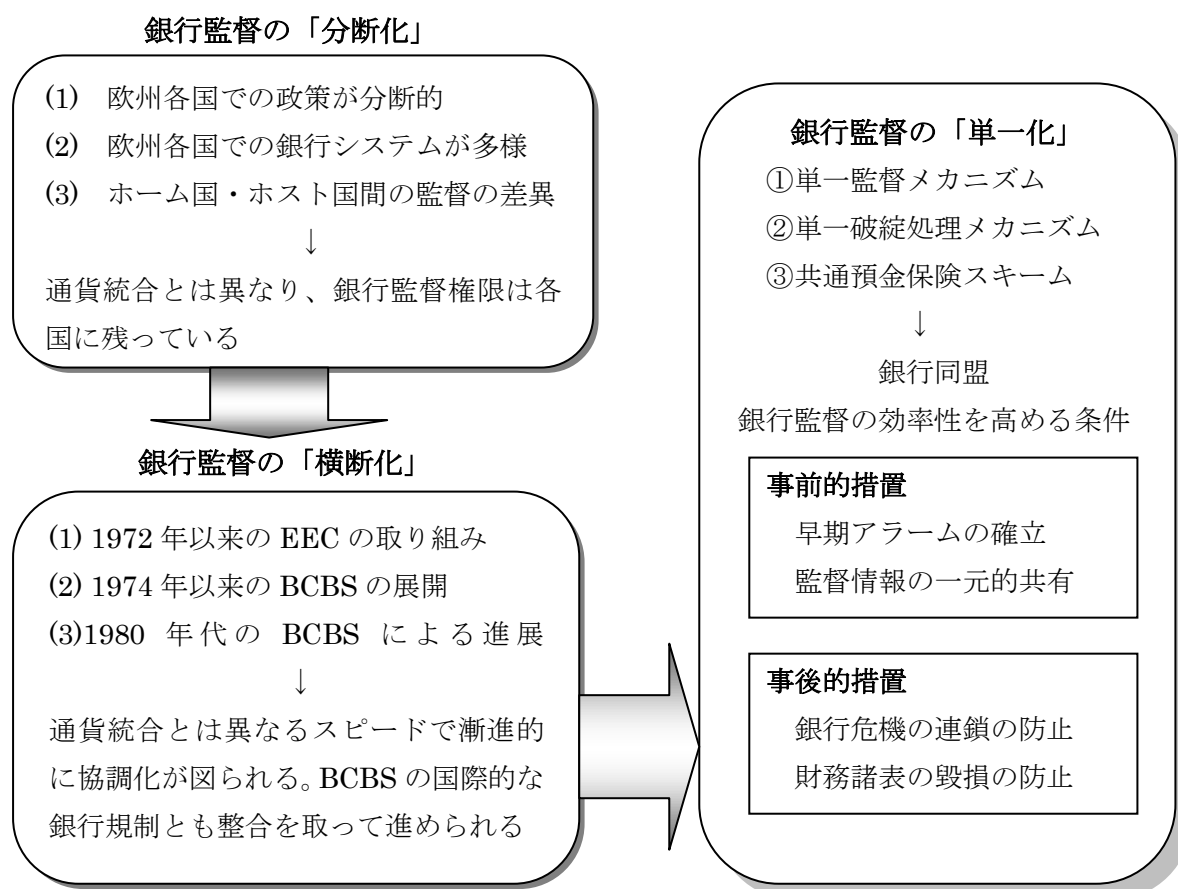 銀行監督の「分断化」
(1) 欧州各国での政策が分断的
(2) 欧州各国での銀行システムが多様
(3) ホーム国・ホスト国間の監督の差異
↓
通貨統合とは異なり、銀行監督権限は各
国に残っている
銀行監督の「横断化」
(1) 1972 年以来の EEC の取り組み
(2) 1974 年以来の BCBS の展開
(3)1980 年代の BCBS による進展
↓
通貨統合とは異なるスピードで漸進的
に協調化が図られる。BCBS の国際的な
銀行規制とも整合を取って進められる
銀行監督の「単一化」
①単一監督メカニズム
②単一破綻処理メカニズム
③共通預金保険スキーム
↓
銀行同盟
銀行監督の効率性を高める条件
事前的措置
早期アラームの確立
監督情報の一元的共有
事後的措置
銀行危機の連鎖の防止
財務諸表の毀損の防止